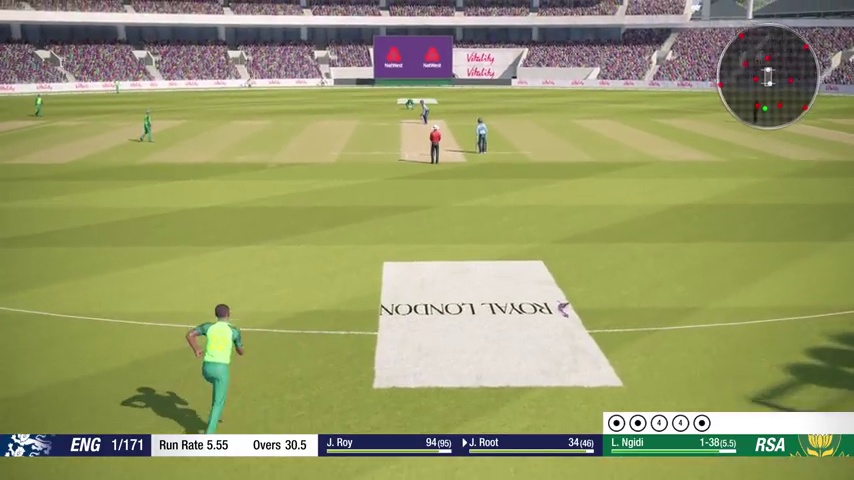 NatWest NatWest
Vitality
Vitality
ROYAL LONDON
4 4
ENG 1/171 Run Rate 5.55 Overs 30.5 J. Roy 94(95) J. Root 34(46) L. Ngidi 1-38(5.5) RSA